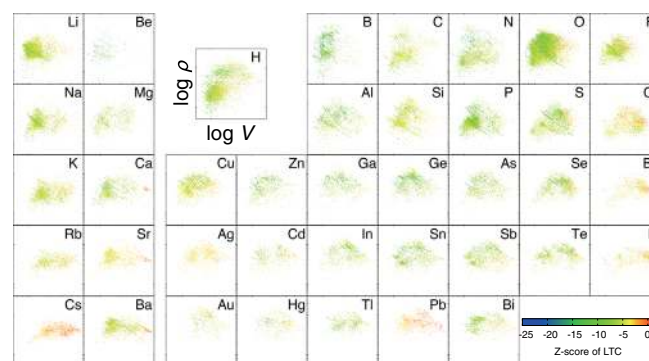 Li Be B C N O F
H
log ρ
log V
Na Mg Al Si P S C
K Ca Cu Zn Ga Ge As Se B
Rb Sr Ag Cd In Sn Sb Te
Cs Ba Au Hg Tl Pb Bi
-25 -20 -15 -10 -5 0
Z-score of LTC